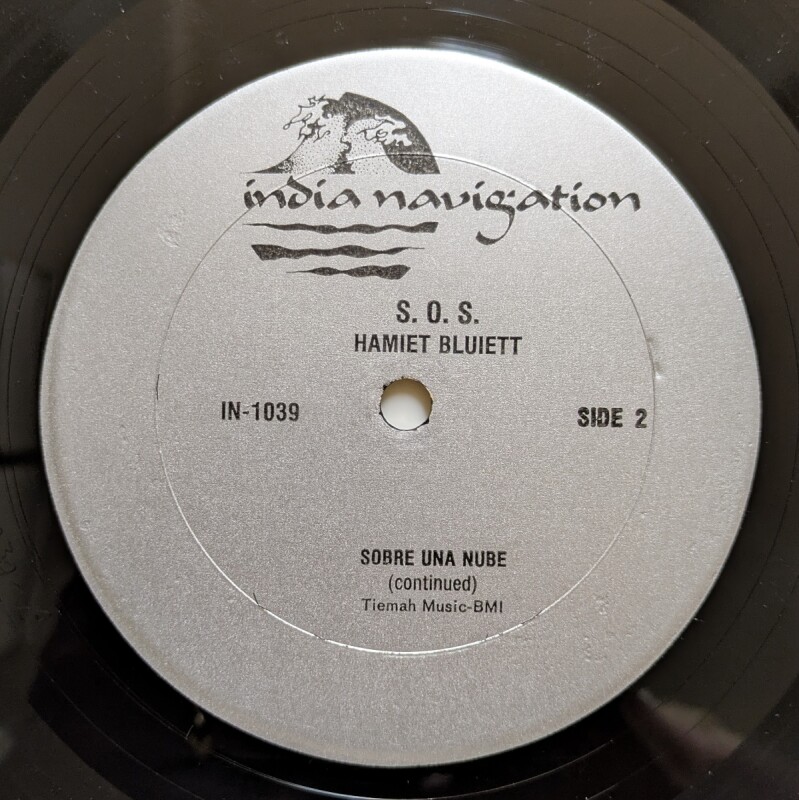 india navigation
S. O. S.
HAMIET BLUIETT
IN-1039
SIDE 2
SOBRE UNA NUBE
(continued)
Tiemah Music-BMI